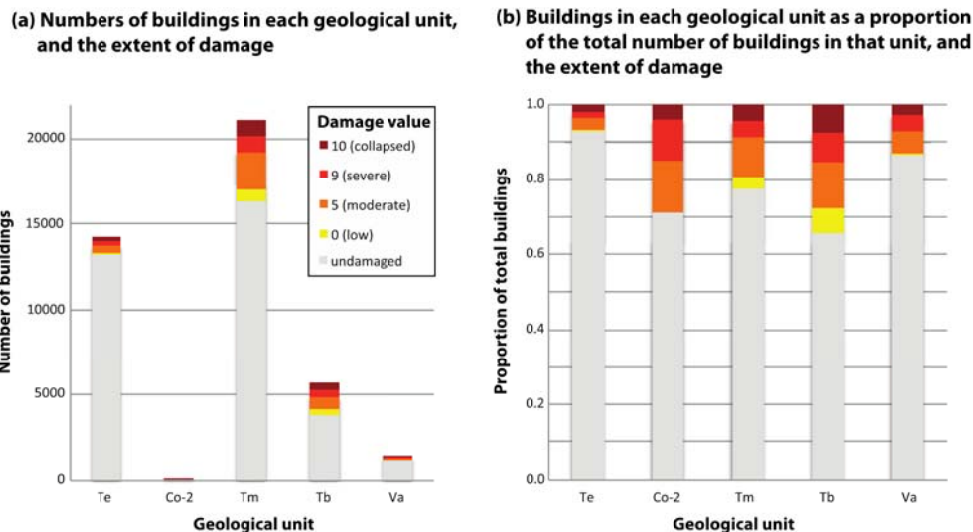 (a) Numbers of buildings in each geological unit,
and the extent of damage
20000
15000
10000
5000
0
Number of buildings
Damage value
10 (collapsed)
9 (severe)
5 (moderate)
0 (low)
undamaged
Te
Co-2
Tm
Tb
Va
Geological unit
(b) Buildings in each geological unit as a proportion
of the total number of buildings in that unit, and
the extent of damage
1.0
0.8
0.6
0.4
0.2
0.0
Proportion of total buildings
Te
Co-2
Tm
Tb
Va
Geological unit